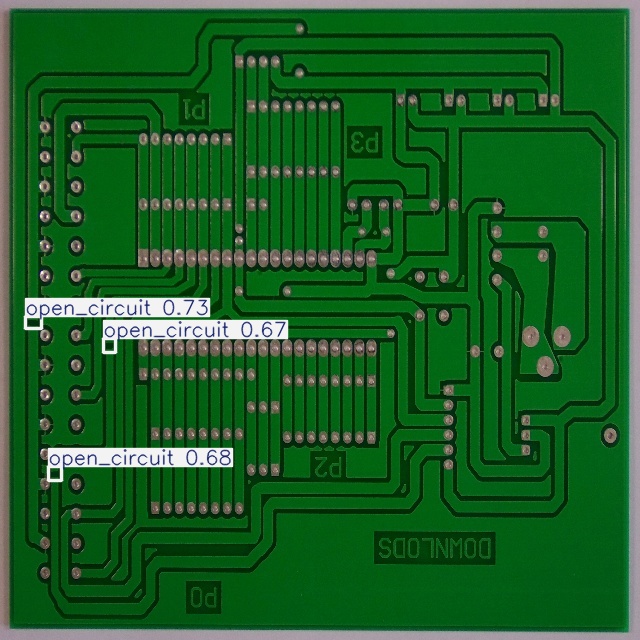 P1
P3
open_circuit 0.73
open_circuit 0.67
open_circuit 0.68
P2
DOWNLODS
P0